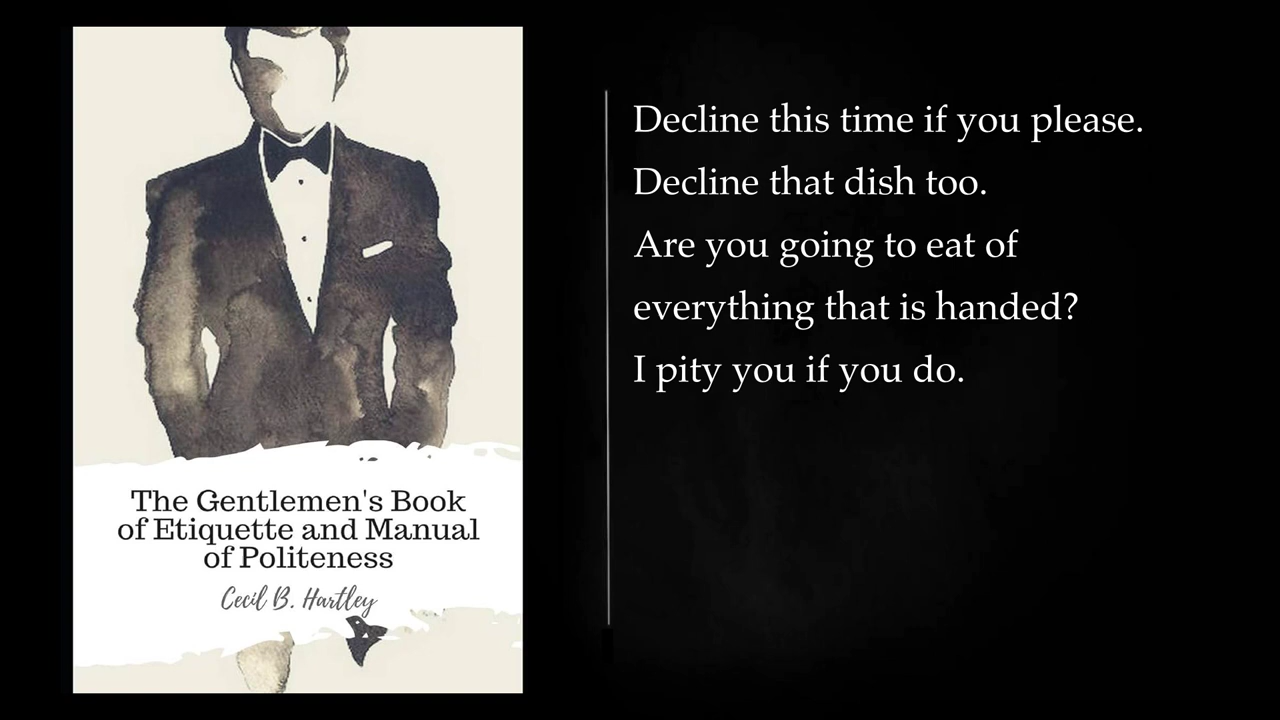 The Gentlemen's Book
of Etiquette and Manual
of Politeness
Cecil B. Hartley
Decline this time if you please.
Decline that dish too.
Are you going to eat of
everything that is handed?
I pity you if you do.